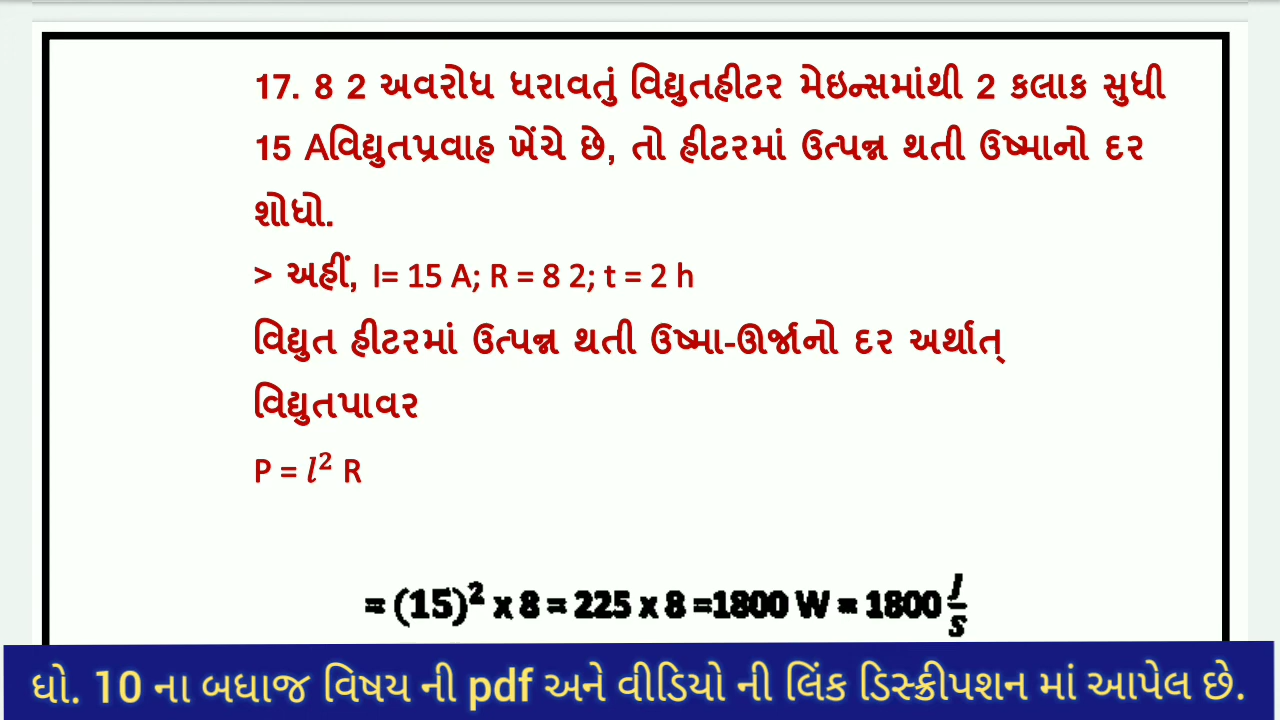 17. 8 2 અવરોધ ધરાવતું વિદ્યુતહીટર મેઇન્સમાંથી 2 કલાક સુધી
15 Aવિદ્યુતપ્રવાહ ખેંચે છે, તો હીટરમાં ઉત્પન્ન થતી ઉષ્માનો દર
શોધો.
> અહીં, I= 15 A; R = 8 2; t = 2 h
વિદ્યુત હીટરમાં ઉત્પન્ન થતી ઉષ્મા-ઊર્જાનો દર અર્થાત્
વિદ્યુતપાવર
P = l² R
= (15)² x 8 = 225 x 8 =1800 W = 1800 J/S
ધો. 10 ના બધાજ વિષય ની pdf અને વીડિયો ની લિંક ડિસ્ક્રીપશન માં આપેલ છે.